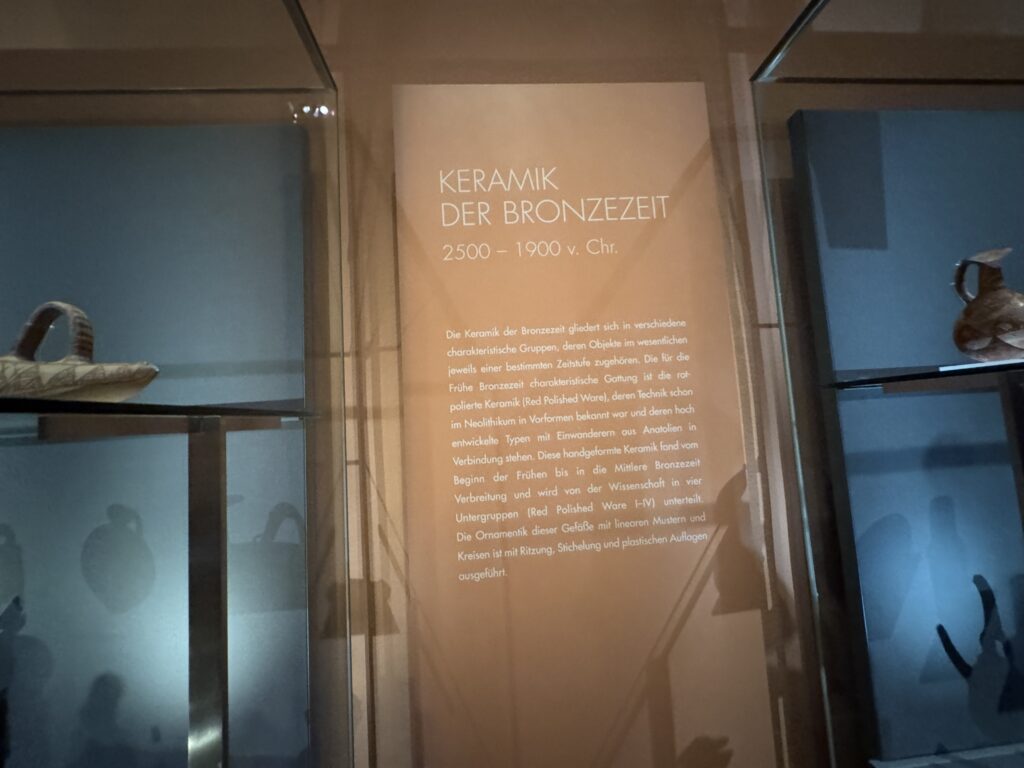 KERAMIK
DER BRONZEZEIT
2500 – 1900 v. Chr.
Die Keramik der Bronzezeit gliedert sich in verschiedene
charakteristische Gruppen, deren Objekte im wesentlichen
jeweils einer bestimmten Zeitstufe zugehören. Die für die
Frühe Bronzezeit charakteristische Gattung ist die rot-
polierte Keramik (Red Polished Ware), deren Technik schon
im Neolithikum in Vorformen bekannt war und deren hoch
entwickelte Typen mit Einwanderern aus Anatolien in
Verbindung stehen. Diese handgeformte Keramik fand vom
Beginn der Frühen bis in die Mittlere Bronzezeit
Verbreitung und wird von der Wissenschaft in vier
Untergruppen (Red Polished Ware I–IV) unterteilt.
Die Ornamentik dieser Gefäße mit linearen Mustern und
Kreisen ist mit Ritzung, Stichelung und plastischen Auflagen
ausgeführt.